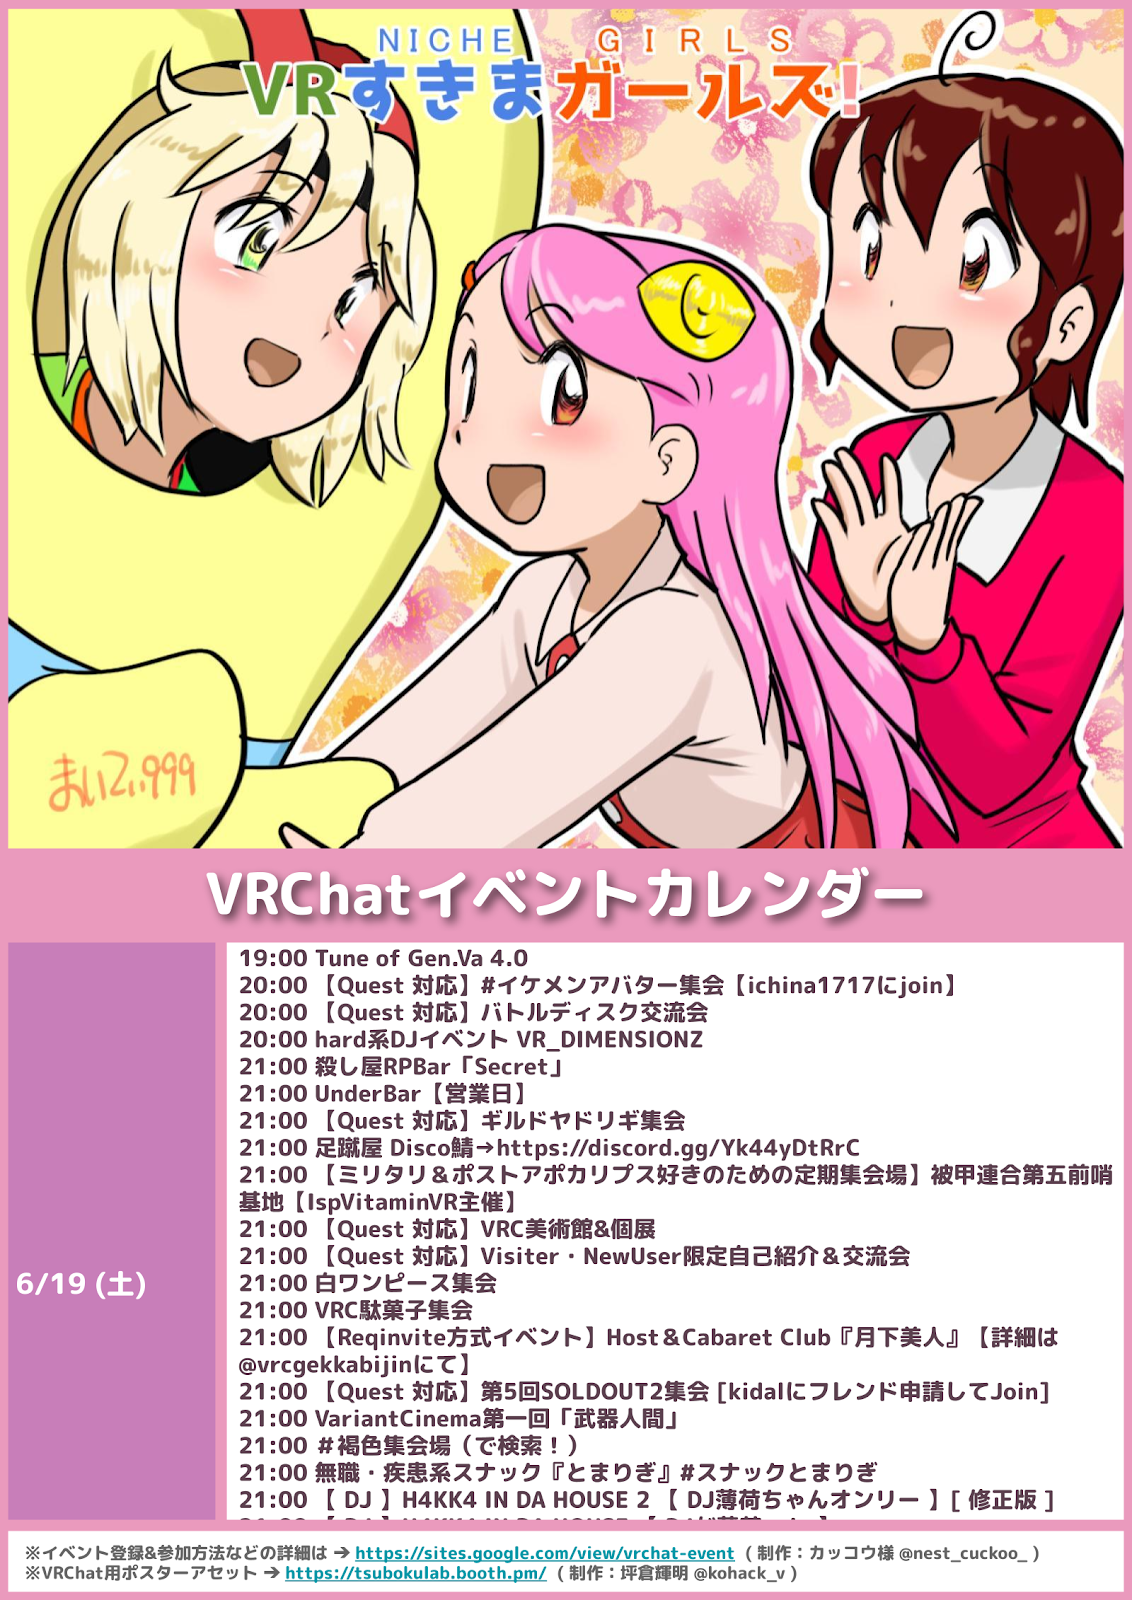 NICHE GIRLS
VRすきまガールズ!
まいてい999
VRChatイベントカレンダー
6/19 (土)
19:00 Tune of Gen.Va 4.0
20:00 【Quest 対応】#イケメンアバター集会【ichina1717にjoin】
20:00 【Quest 対応】バトルディスク交流会
20:00 hard系DJイベント VR_DIMENSIONZ
21:00 殺し屋RPBar「Secret」
21:00 UnderBar【営業日】
21:00 【Quest 対応】ギルドヤドリギ集会
21:00 足蹴屋 Disco鯖→https://discord.gg/Yk44yDtRrC
21:00 【ミリタリ＆ポストアポカリプス好きのための定期集会場】被甲連合第五前哨
基地【IspVitaminVR主催】
21:00 【Quest 対応】VRC美術館&個展
21:00 【Quest 対応】Visiter・NewUser限定自己紹介＆交流会
21:00 白ワンピース集会
21:00 VRC駄菓子集会
21:00 【Reqinvite方式イベント】Host＆Cabaret Club『月下美人』【詳細は
@vrcgekkabijinにて】
21:00 【Quest 対応】第5回SOLDOUT2集会 [kidalにフレンド申請してJoin]
21:00 VariantCinema第一回「武器人間」
21:00 ＃褐色集会場（で検索！）
21:00 無職・疾患系スナック『とまりぎ』#スナックとまりぎ
21:00 【 DJ 】H4KK4 IN DA HOUSE 2 【 DJ薄荷ちゃんオンリー 】[ 修正版 ]
※イベント登録&参加方法などの詳細は → https://sites.google.com/view/vrchat-event （ 制作：カッコウ様 @nest_cuckoo_ ）
※VRChat用ポスターアセット → https://tsubokulab.booth.pm/ （ 制作：坪倉輝明 @kohack_v ）